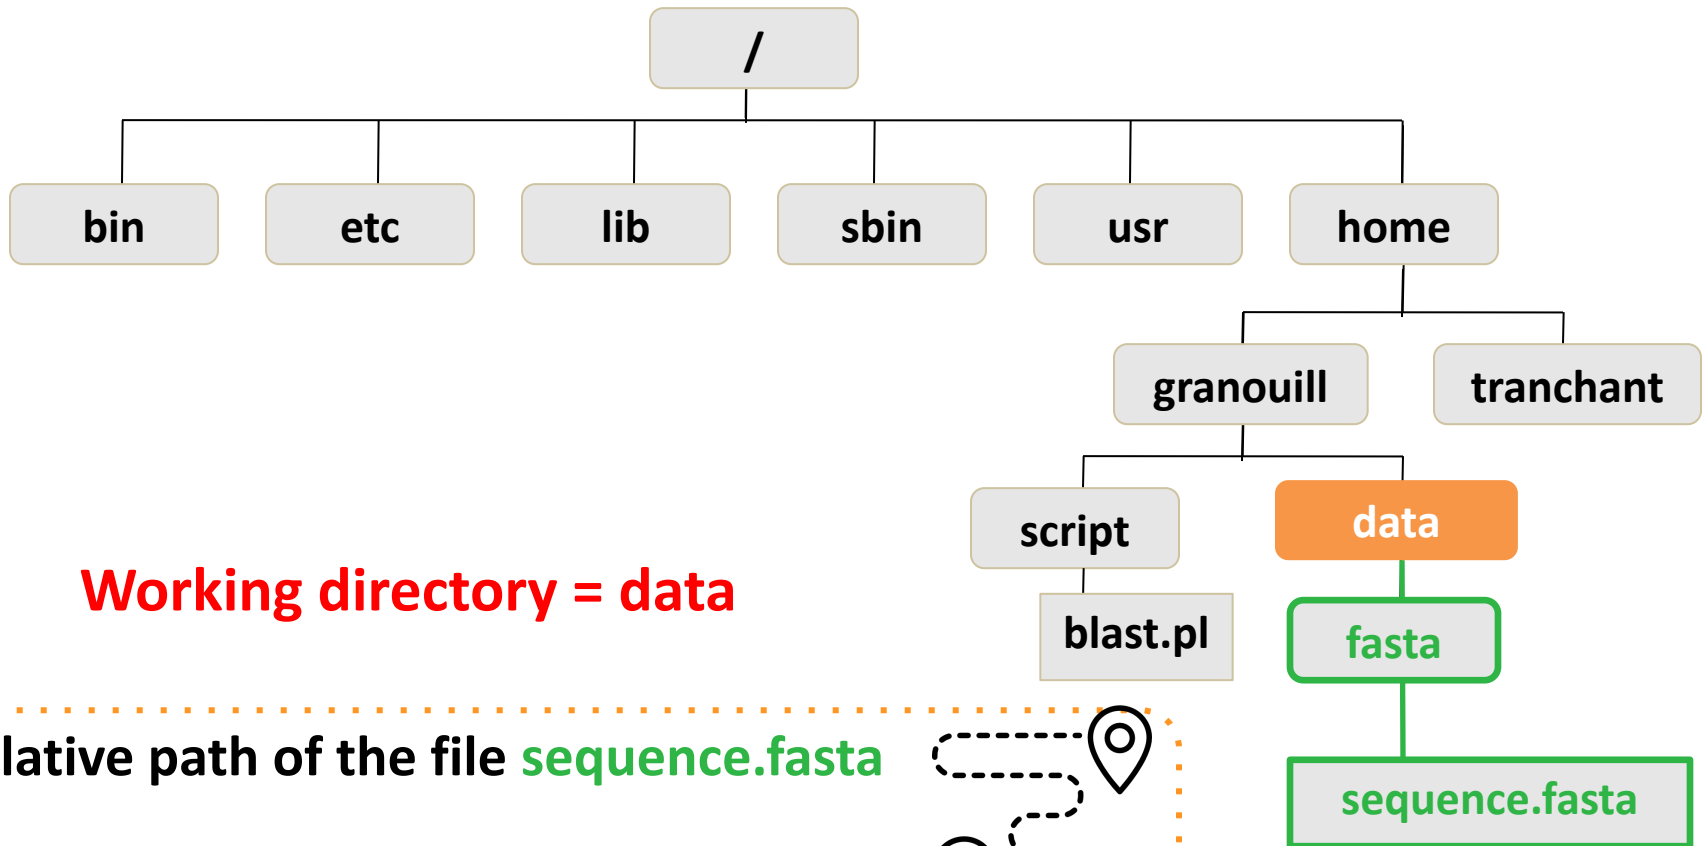 /
bin
etc
lib
sbin
usr
home
granouill
tranchant
script
data
Working directory = data
blast.pl
fasta
lative path of the file sequence.fasta
sequence.fasta